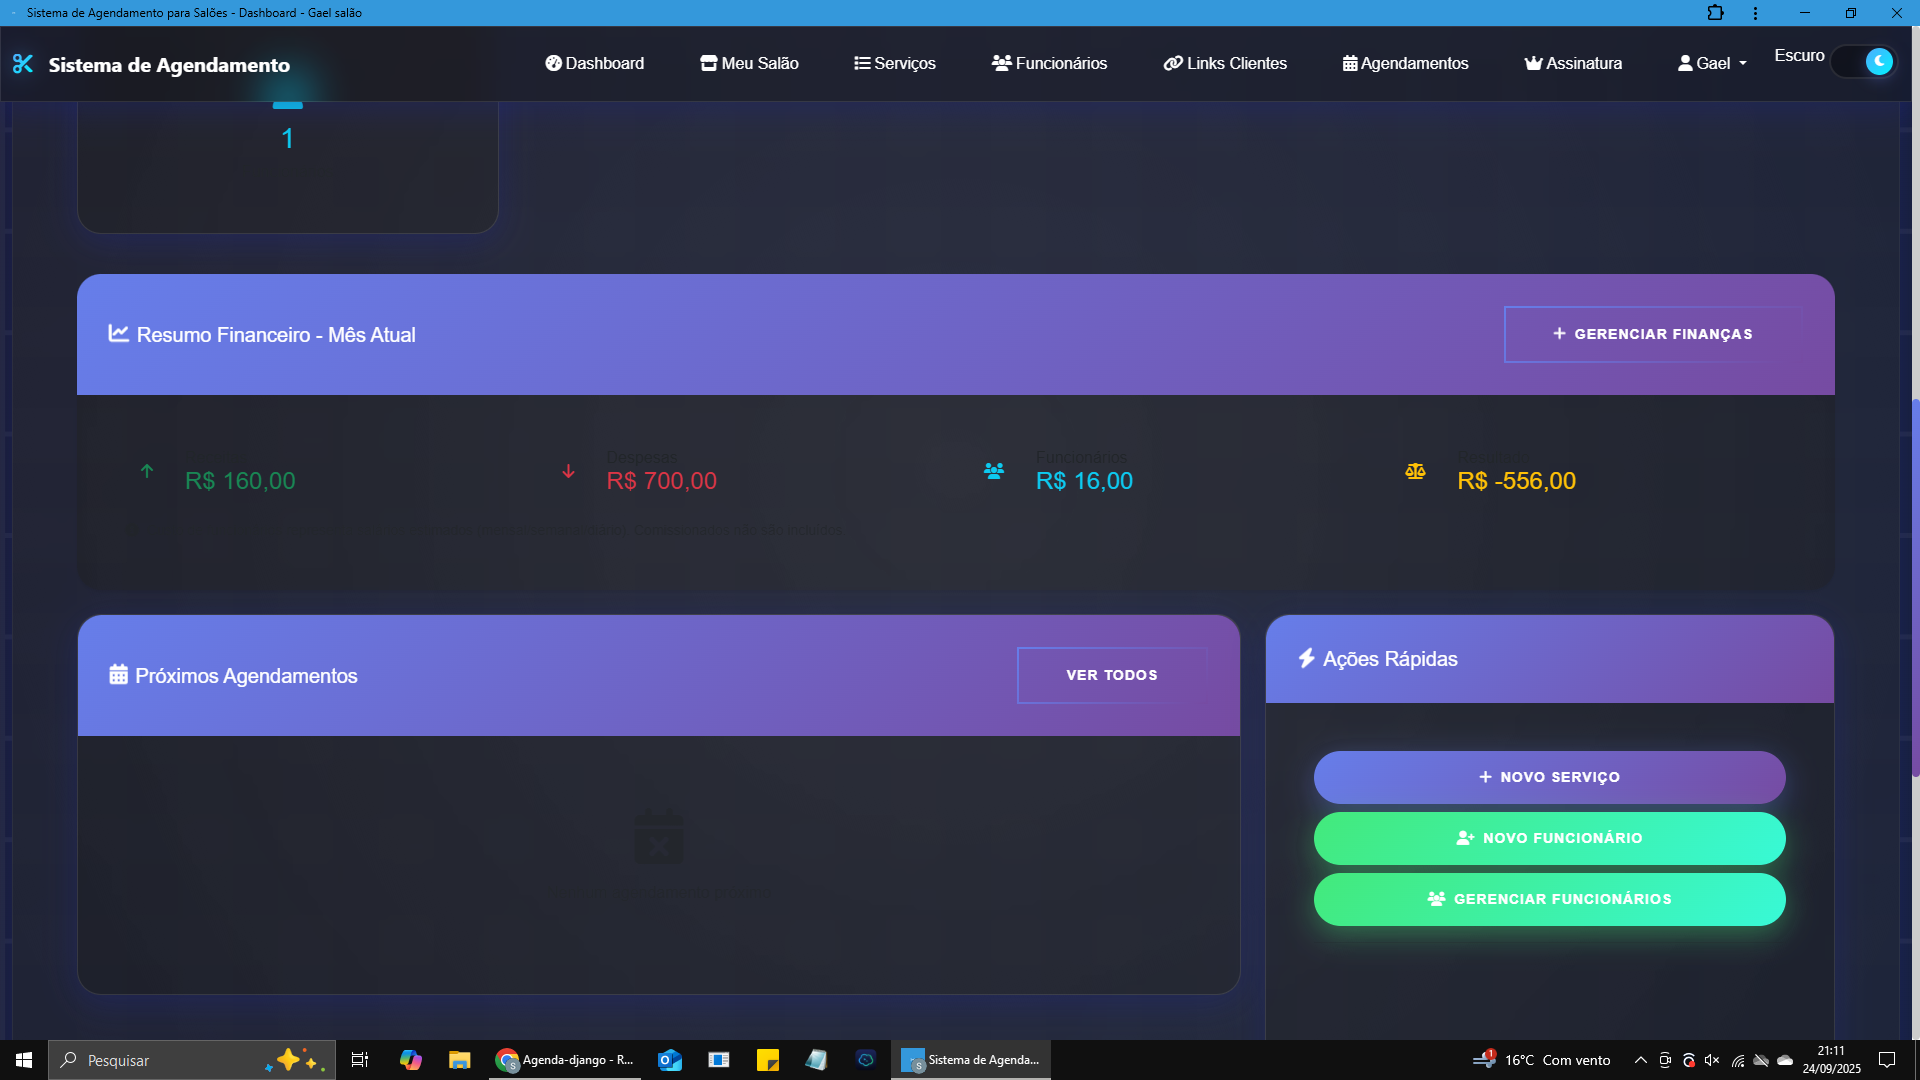 Sistema de Agendamento para Salões - Dashboard - Gael salão
Sistema de Agendamento
Dashboard
Meu Salão
Serviços
Funcionários
Links Clientes
Agendamentos
Assinatura
Gael
Escuro
1
Resumo Financeiro - Mês Atual
GERENCIAR FINANÇAS
R$ 160,00
Despesas
R$ 700,00
Funcionários
R$ 16,00
R$ -556,00
Comissionados não são incluídos
Próximos Agendamentos
VER TODOS
Ações Rápidas
NOVO SERVIÇO
NOVO FUNCIONÁRIO
GERENCIAR FUNCIONÁRIOS
Pesquisar
Agenda-django - R...
Sistema de Agenda...
1
16°C Com vento
21:11
24/09/2025